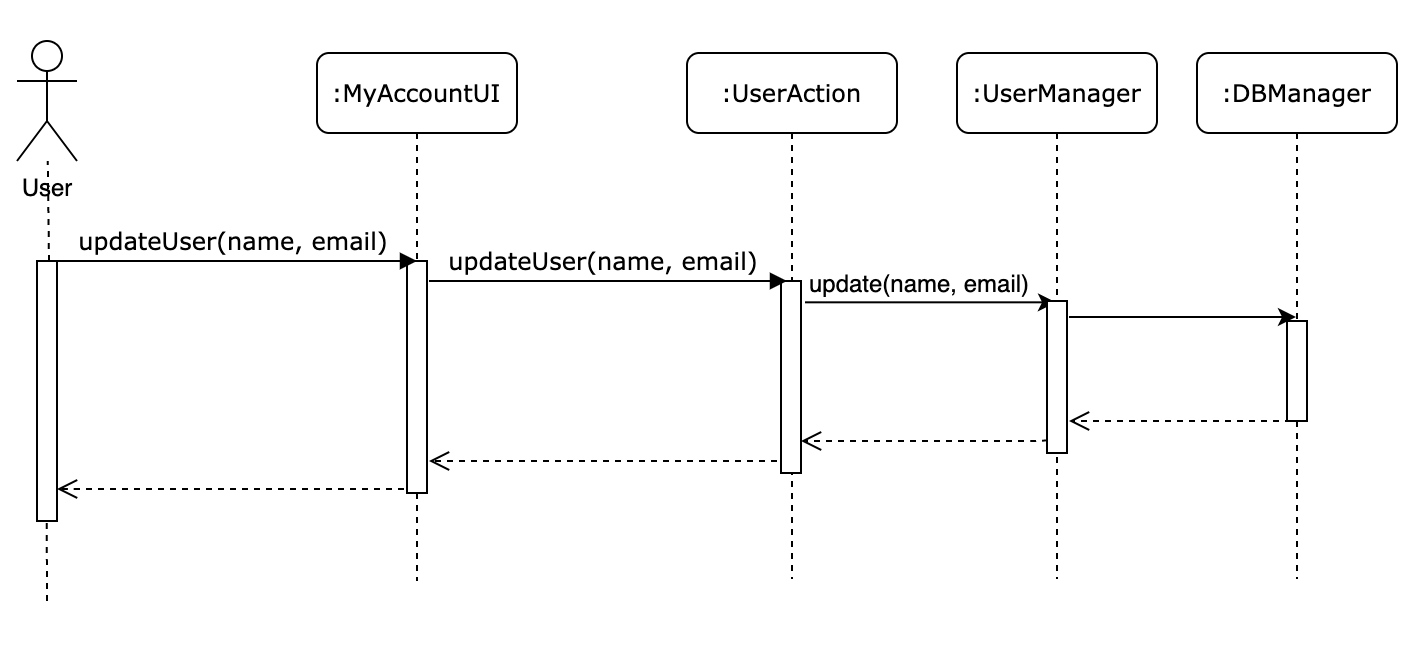 :MyAccountUI
:UserAction
:UserManager
:DBManager
User
updateUser(name, email)
updateUser(name, email)
update(name, email)